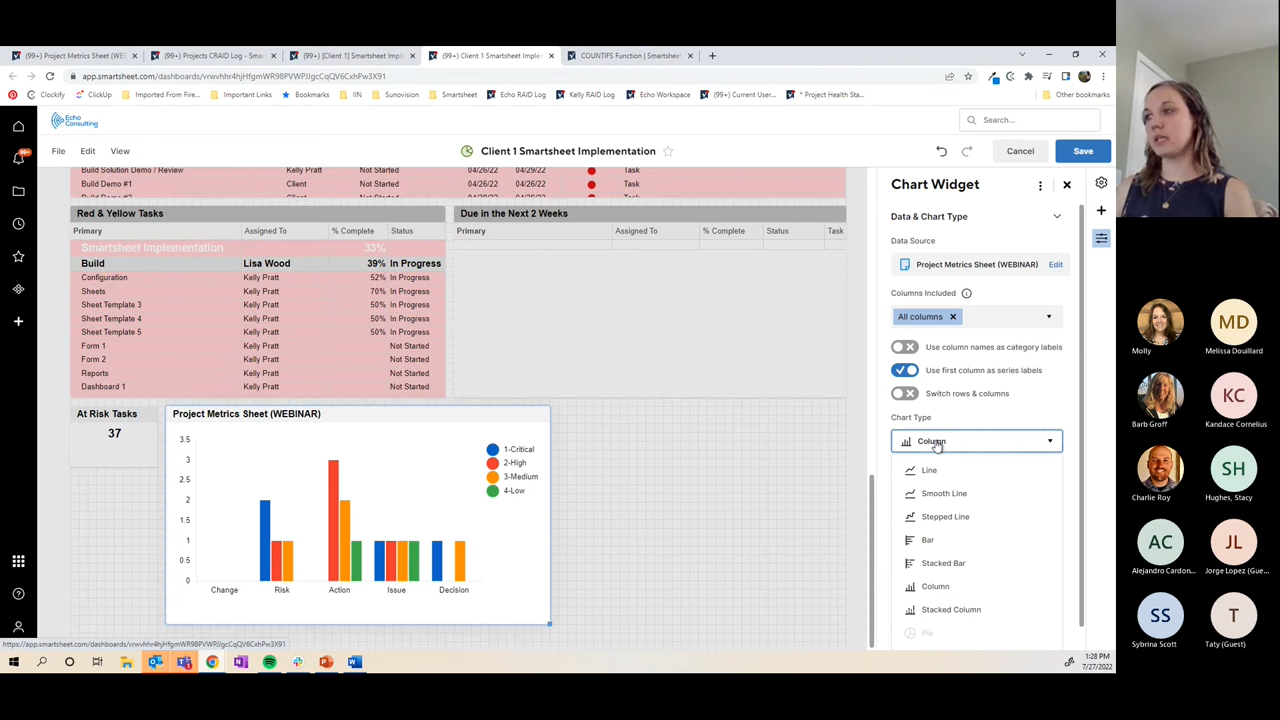 (99+) Project Metrics Sheet (WE
(99+) Projects CRAID Log - Smar
(99+) [Client 1] Smartsheet Imple
(99+) Client 1 Smartsheet Implem
COUNTIFS Function | Smartshee
app.smartsheet.com/dashboards/vrwvhhr4hjHfgmWR98PVWPJJgcCqQV6CxhPw3X91
Clockify
ClickUp
Imported From Fire...
Important Links
Bookmarks
IIN
Sunovision
Smartsheet
Echo RAID Log
Kelly RAID Log
Echo Workspace
(99+) Current User...
* Project Health Sta...
Other bookmarks
Echo
Consulting
Search...
99+
File Edit View
Client 1 Smartsheet Implementation
Cancel
Save
Build Solution Demo / Review Kelly Pratt Not Started 04/26/22 04/29/22 Task
Build Demo #1 Client Not Started 04/26/22 04/26/22 Task
Red & Yellow Tasks
Primary Assigned To % Complete Status
Smartsheet Implementation 33%
Build Lisa Wood 39% In Progress
Configuration Kelly Pratt 52% In Progress
Sheets Kelly Pratt 70% In Progress
Sheet Template 3 Kelly Pratt 50% In Progress
Sheet Template 4 Kelly Pratt 50% In Progress
Sheet Template 5 Kelly Pratt 50% In Progress
Form 1 Kelly Pratt Not Started
Form 2 Kelly Pratt Not Started
Reports Kelly Pratt Not Started
Dashboard 1 Kelly Pratt Not Started
Due in the Next 2 Weeks
Primary Assigned To % Complete Status Task
At Risk Tasks
37
Project Metrics Sheet (WEBINAR)
3.5
3
2.5
2
1.5
1
0.5
0
Change Risk Action Issue Decision
1-Critical
2-High
3-Medium
4-Low
Chart Widget
Data & Chart Type
Data Source
Project Metrics Sheet (WEBINAR) Edit
Columns Included
All columns
Use column names as category labels
Use first column as series labels
Switch rows & columns
Chart Type
Column
Line
Smooth Line
Stepped Line
Bar
Stacked Bar
Column
Stacked Column
Pie
https://app.smartsheet.com/dashboards/vrwvhhr4hjHfgmWR98PVWPJJgcCqQV6CxhPw3X91
1:28 PM
7/27/2022
Molly
MD
Melissa Douillard
Barb Groff
KC
Kandace Cornelius
Charlie Roy
SH
Hughes, Stacy
AC
Alejandro Cardon...
JL
Jorge Lopez (Gue...
SS
Sybrina Scott
T
Taty (Guest)